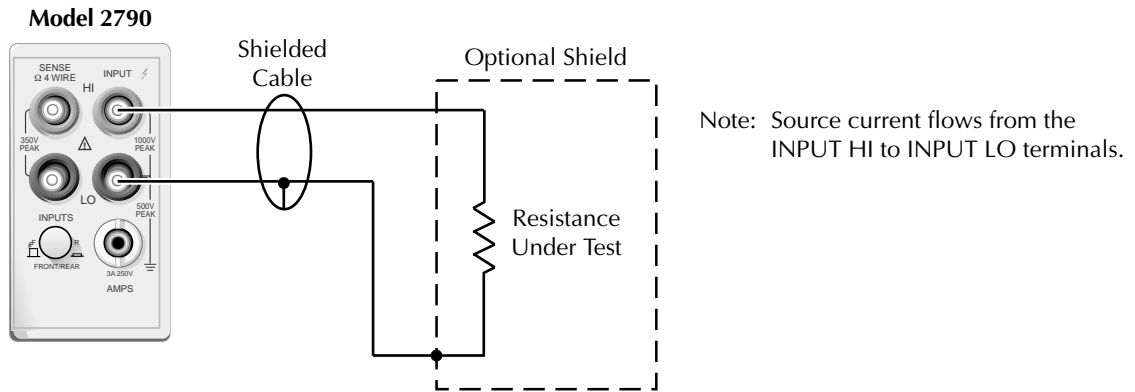 Model 2790
SENSE
Ω 4 WIRE
INPUT
HI
350V
PEAK
1000V
PEAK
LO
500V
PEAK
INPUTS
F
R
FRONT/REAR
3A 250V
AMPS
Shielded
Cable
Optional Shield
Resistance
Under Test
Note: Source current flows from the
INPUT HI to INPUT LO terminals.